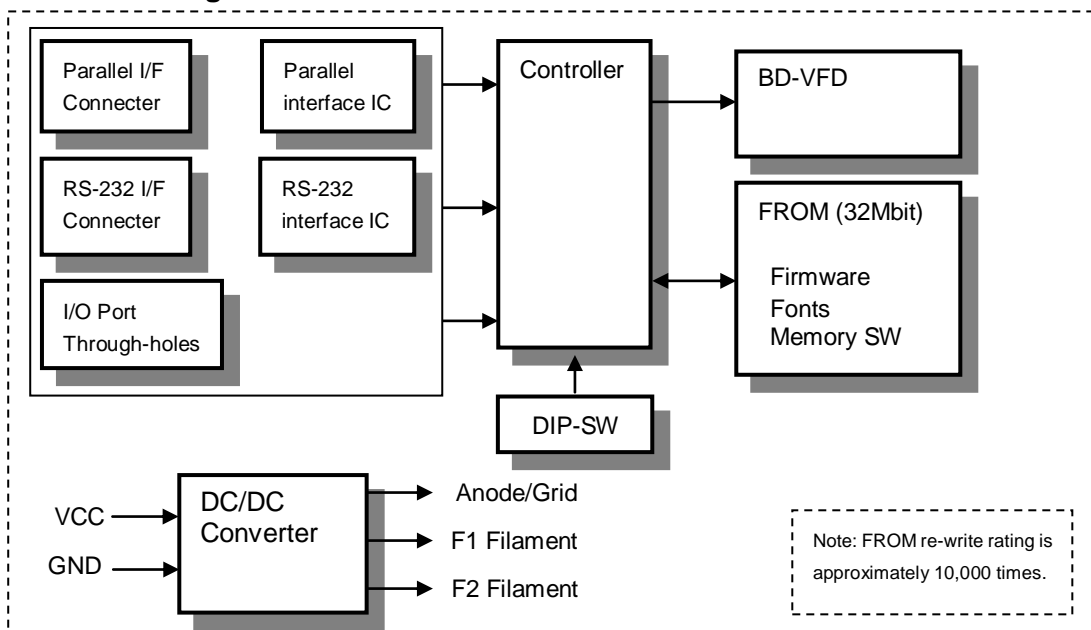 Parallel I/F
Connecter
Parallel
interface IC
RS-232 I/F
Connecter
RS-232
interface IC
I/O Port
Through-holes
Controller
BD-VFD
FROM (32Mbit)
Firmware
Fonts
Memory SW
DIP-SW
VCC
GND
DC/DC
Converter
Anode/Grid
F1 Filament
F2 Filament
Note: FROM re-write rating is
approximately 10,000 times.